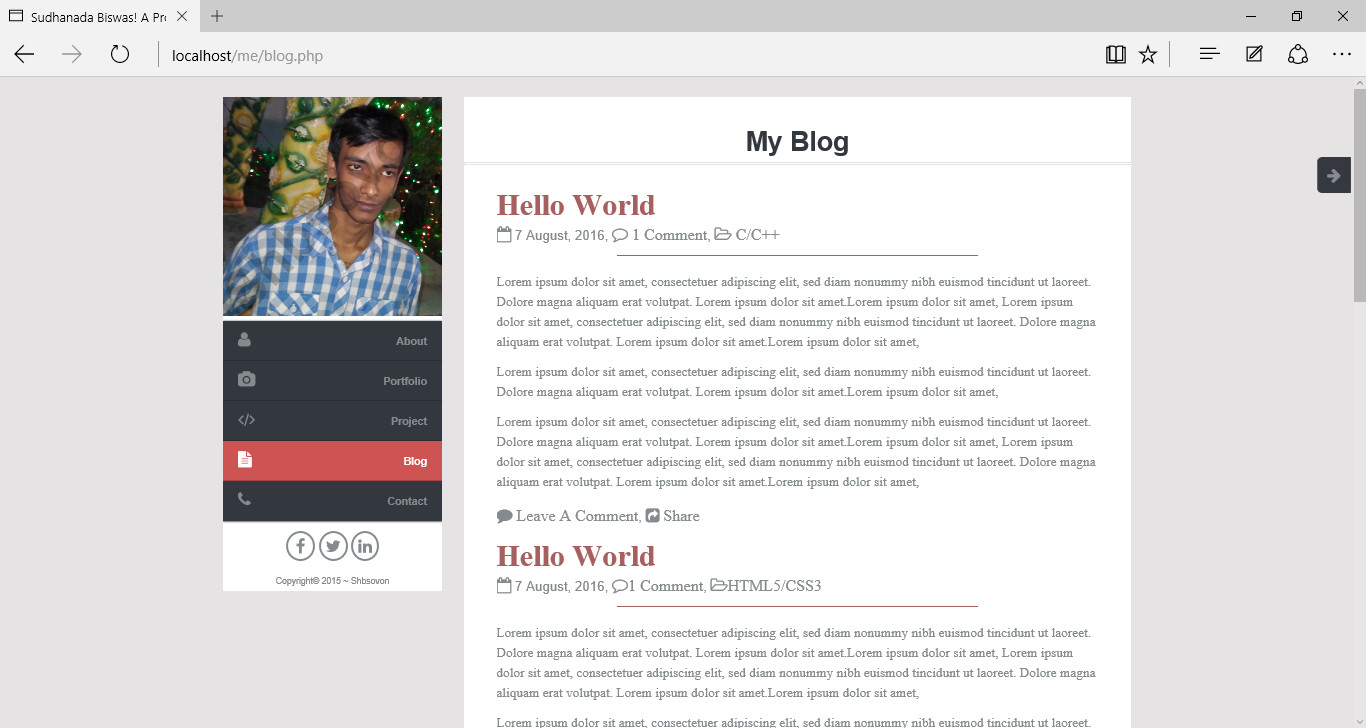 Sudhanada Biswas! A Pr
localhost/me/blog.php
About
Portfolio
Project
Blog
Contact
Copyright© 2015 ~ Shbsovon
My Blog
Hello World
7 August, 2016, 1 Comment, C/C++
Lorem ipsum dolor sit amet, consectetuer adipiscing elit, sed diam nonummy nibh euismod tincidunt ut laoreet.
Dolore magna aliquam erat volutpat. Lorem ipsum dolor sit amet.Lorem ipsum dolor sit amet, Lorem ipsum
dolor sit amet, consectetuer adipiscing elit, sed diam nonummy nibh euismod tincidunt ut laoreet. Dolore magna
aliquam erat volutpat. Lorem ipsum dolor sit amet.Lorem ipsum dolor sit amet,
Lorem ipsum dolor sit amet, consectetuer adipiscing elit, sed diam nonummy nibh euismod tincidunt ut laoreet.
Dolore magna aliquam erat volutpat. Lorem ipsum dolor sit amet.Lorem ipsum dolor sit amet,
Lorem ipsum dolor sit amet, consectetuer adipiscing elit, sed diam nonummy nibh euismod tincidunt ut laoreet.
Dolore magna aliquam erat volutpat. Lorem ipsum dolor sit amet.Lorem ipsum dolor sit amet, Lorem ipsum
dolor sit amet, consectetuer adipiscing elit, sed diam nonummy nibh euismod tincidunt ut laoreet. Dolore magna
aliquam erat volutpat. Lorem ipsum dolor sit amet.Lorem ipsum dolor sit amet,
Leave A Comment, Share
Hello World
7 August, 2016, 1 Comment, HTML5/CSS3
Lorem ipsum dolor sit amet, consectetuer adipiscing elit, sed diam nonummy nibh euismod tincidunt ut laoreet.
Dolore magna aliquam erat volutpat. Lorem ipsum dolor sit amet.Lorem ipsum dolor sit amet, Lorem ipsum
dolor sit amet, consectetuer adipiscing elit, sed diam nonummy nibh euismod tincidunt ut laoreet. Dolore magna
aliquam erat volutpat. Lorem ipsum dolor sit amet.Lorem ipsum dolor sit amet,
Lorem ipsum dolor sit amet, consectetuer adipiscing elit, sed diam nonummy nibh euismod tincidunt ut laoreet.